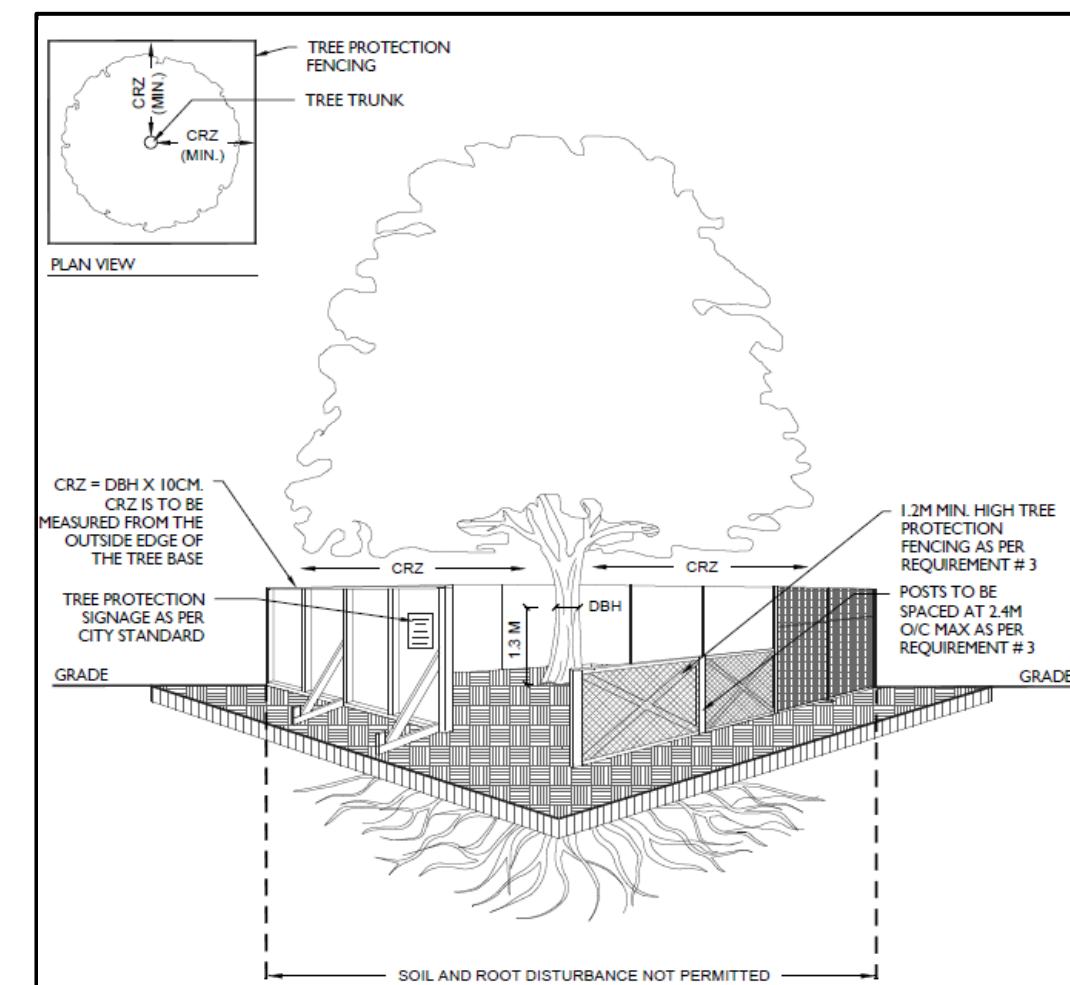 TREE PROTECTION
FENCING
TREE TRUNK
CRZ
(MIN.)
CRZ
(MIN.)
PLAN VIEW
CRZ = DBH X 10CM.
CRZ IS TO BE
MEASURED FROM THE
OUTSIDE EDGE OF
THE TREE BASE
TREE PROTECTION
SIGNAGE AS PER
CITY STANDARD
GRADE
CRZ
CRZ
DBH
1.3 M
1.2M MIN. HIGH TREE
PROTECTION
FENCING AS PER
REQUIREMENT # 3
POSTS TO BE
SPACED AT 2.4M
O/C MAX AS PER
REQUIREMENT # 3
GRADE
SOIL AND ROOT DISTURBANCE NOT PERMITTED